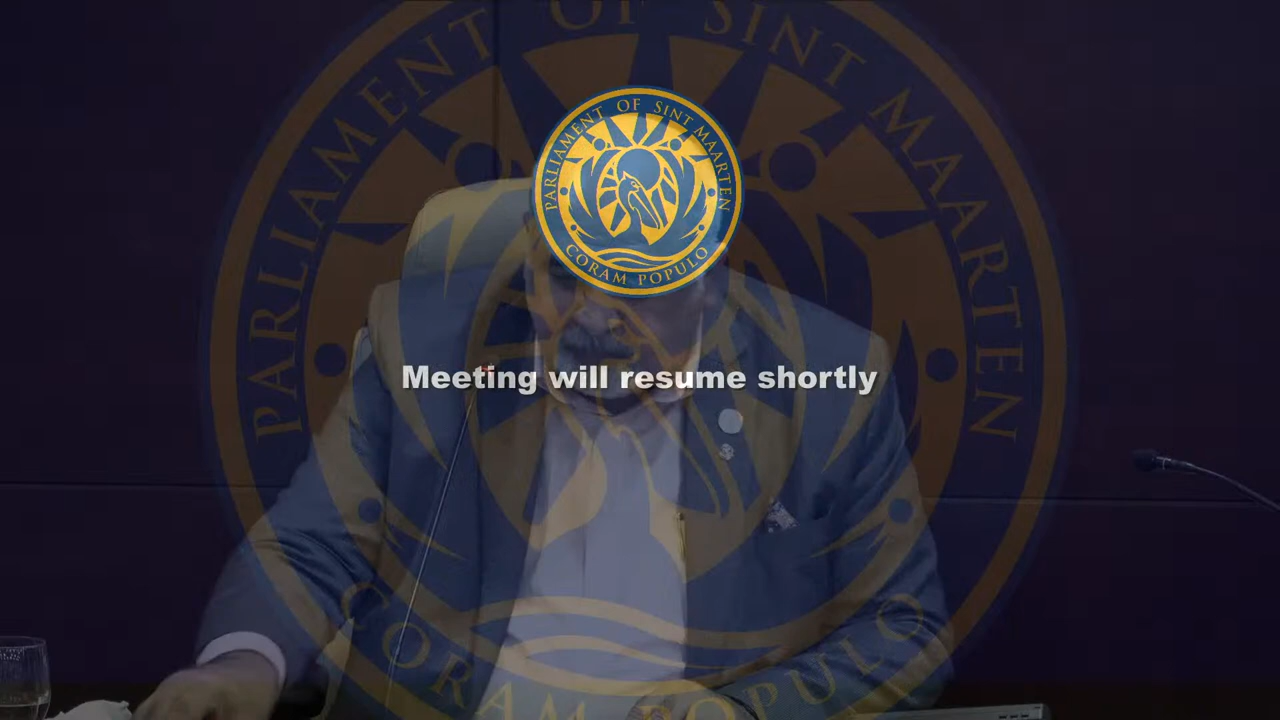 PARLIAMENT OF SINT MAARTEN
CORAM POPULO
PARLIAMENT OF SINT MAARTEN
CORAM POPULO
Meeting will resume shortly